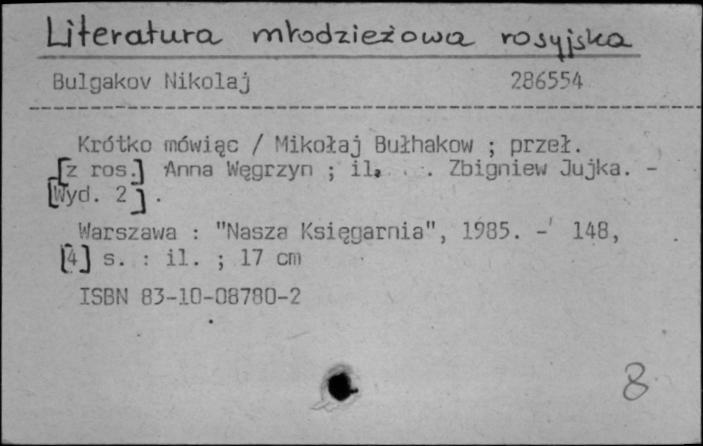 Literatura młodzieżowa rosyjska
Bulgakov Nikolaj 286554
Krótko mówiąc / Mikołaj Bułhakow ; przeł.
[z ros.] Anna Węgrzyn ; il. . Zbigniew Jujka. -
[Wyd. 2].
Warszawa : "Nasza Księgarnia", 1985. - 148,
[4] s. : il. ; 17 cm
ISBN 83-10-08780-2
8